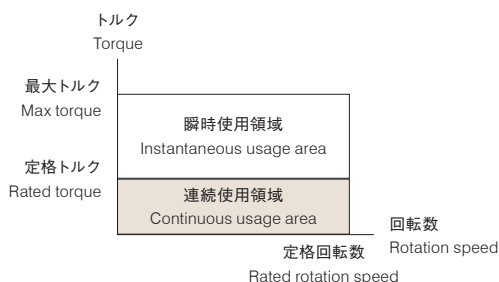 トルク
Torque
最大トルク
Max torque
瞬時使用領域
Instantaneous usage area
定格トルク
Rated torque
連続使用領域
Continuous usage area
回転数
Rotation speed
定格回転数
Rated rotation speed